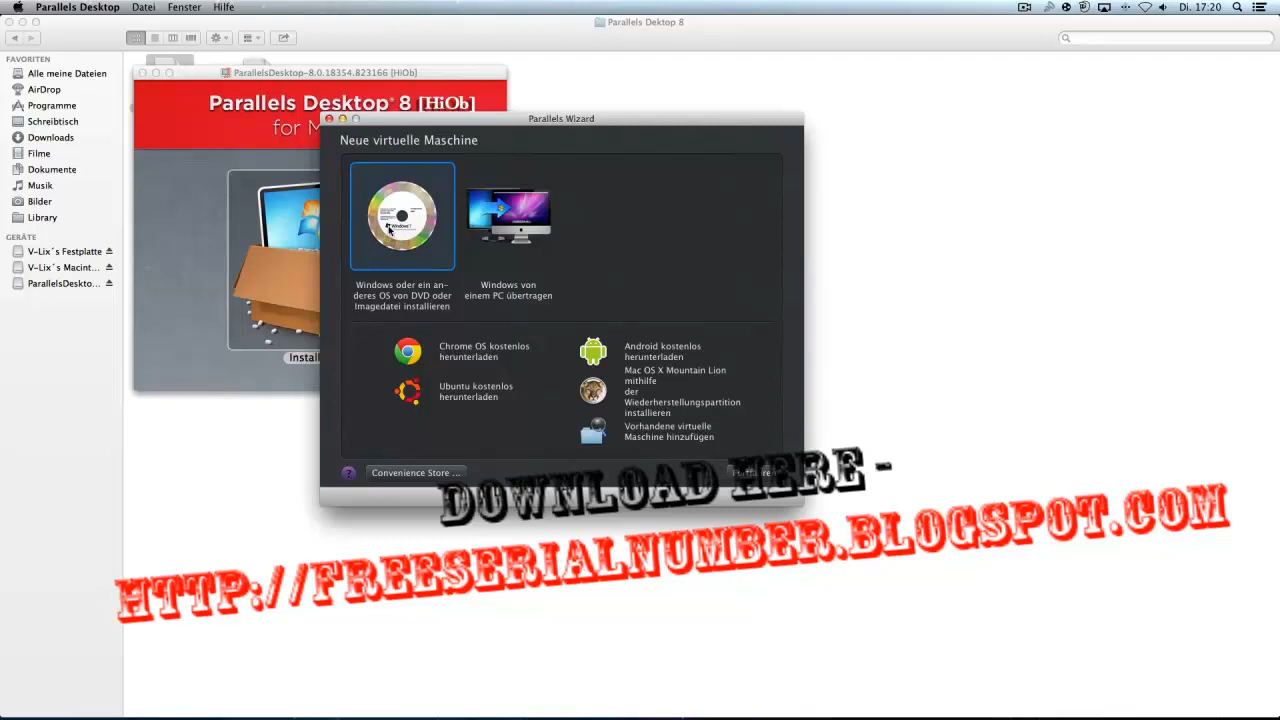 Parallels Desktop Datei Fenster Hilfe Di. 17:20
Parallels Dektop 8
FAVORITEN
Alle meine Dateien
AirDrop
Programme
Schreibtisch
Downloads
Filme
Dokumente
Musik
Bilder
Library
GERÄTE
V-Lix´s Festplatte
V-Lix´s Macint...
ParallelsDeskto...
ParallelsDesktop-8.0.18354.823166 [HiOb]
Parallels Desktop® 8 [HiOb]
for M
Install
Parallels Wizard
Neue virtuelle Maschine
Windows 7
Windows oder ein an-
deres OS von DVD oder
Imagedatei installieren
Windows von
einem PC übertragen
Chrome OS kostenlos
herunterladen
Ubuntu kostenlos
herunterladen
Android kostenlos
herunterladen
Mac OS X Mountain Lion
mithilfe
der
Wiederherstellungspartition
installieren
Vorhandene virtuelle
Maschine hinzufügen
? Convenience Store ... Fortfahren
DOWNLOAD HERE -
HTTP://FREESERIALNUMBER.BLOGSPOT.COM